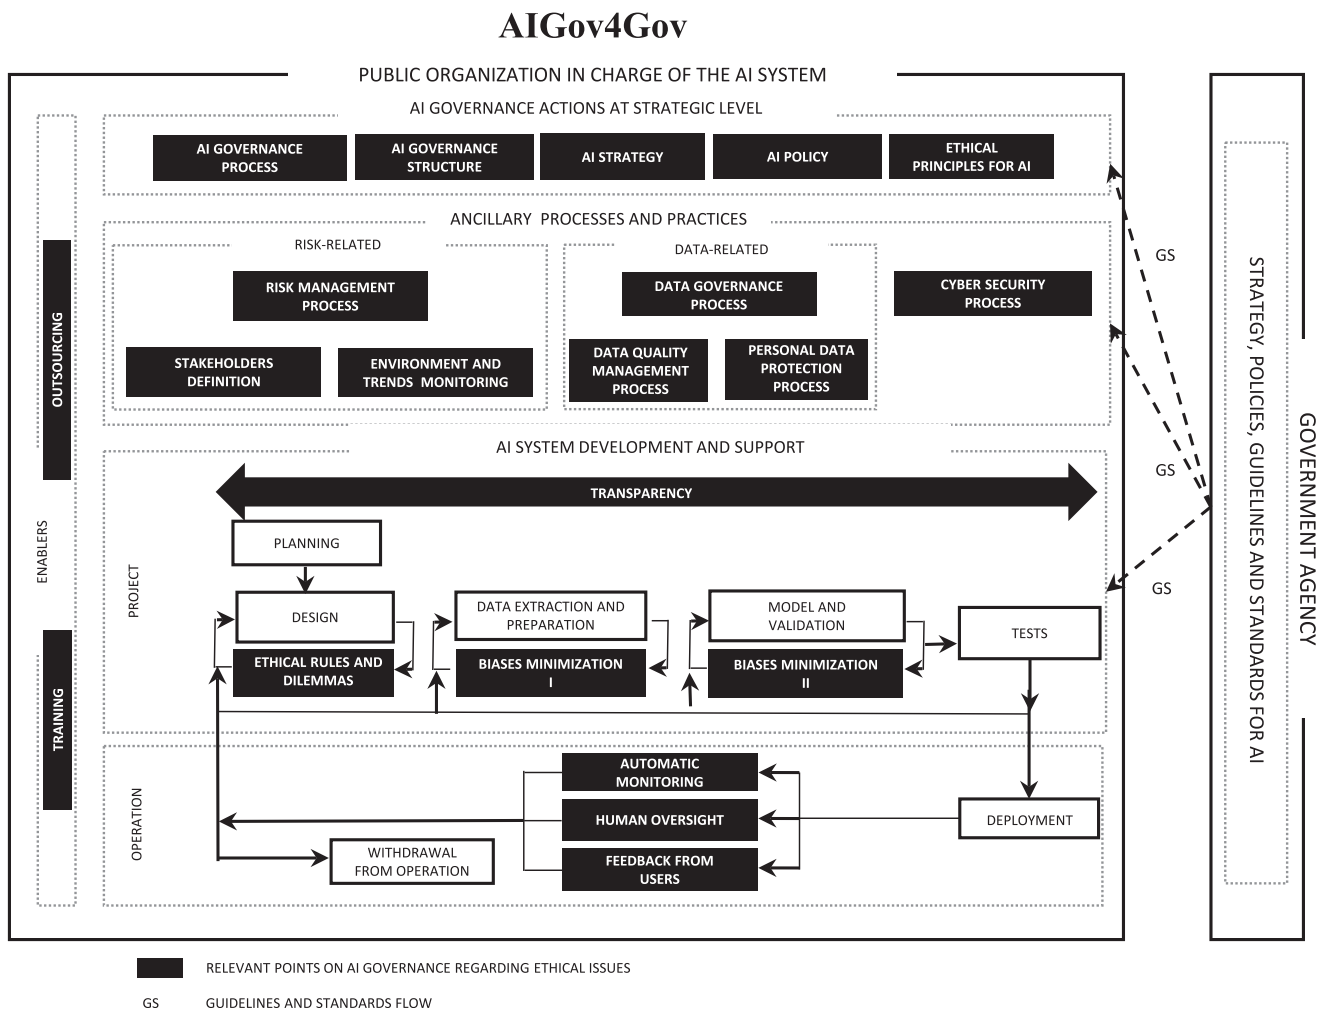 AIGov4Gov
PUBLIC ORGANIZATION IN CHARGE OF THE AI SYSTEM
AI GOVERNANCE ACTIONS AT STRATEGIC LEVEL
AI GOVERNANCE
PROCESS
AI GOVERNANCE
STRUCTURE
AI STRATEGY
AI POLICY
ETHICAL
PRINCIPLES FOR AI
ANCILLARY PROCESSES AND PRACTICES
RISK-RELATED
RISK MANAGEMENT
PROCESS
STAKEHOLDERS
DEFINITION
ENVIRONMENT AND
TRENDS MONITORING
DATA-RELATED
DATA GOVERNANCE
PROCESS
DATA QUALITY
MANAGEMENT
PROCESS
PERSONAL DATA
PROTECTION
PROCESS
CYBER SECURITY
PROCESS
OUTSOURCING
ENABLERS
TRAINING
AI SYSTEM DEVELOPMENT AND SUPPORT
TRANSPARENCY
PROJECT
PLANNING
DESIGN
ETHICAL RULES AND
DILEMMAS
DATA EXTRACTION AND
PREPARATION
BIASES MINIMIZATION
I
MODEL AND
VALIDATION
BIASES MINIMIZATION
II
TESTS
OPERATION
AUTOMATIC
MONITORING
HUMAN OVERSIGHT
FEEDBACK FROM
USERS
DEPLOYMENT
WITHDRAWAL
FROM OPERATION
GS
GS
GS
STRATEGY, POLICIES, GUIDELINES AND STANDARDS FOR AI
GOVERNMENT AGENCY
RELEVANT POINTS ON AI GOVERNANCE REGARDING ETHICAL ISSUES
GS GUIDELINES AND STANDARDS FLOW